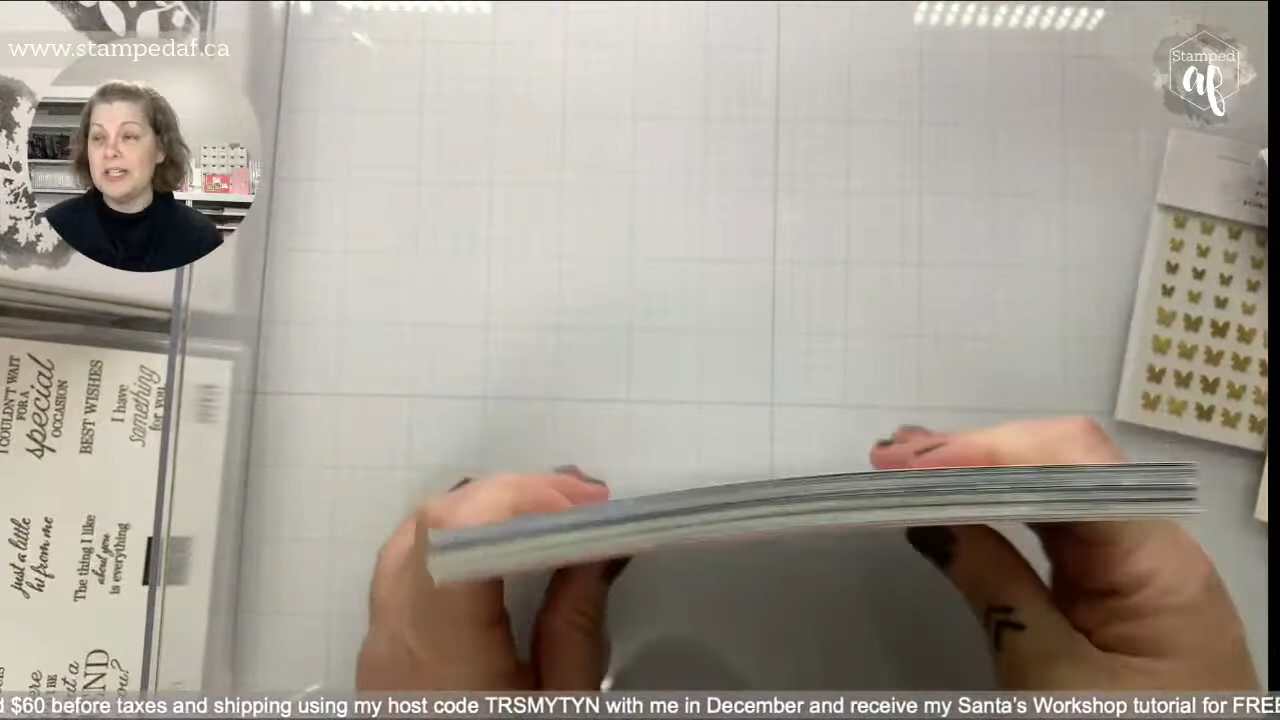 www.stampedaf.ca
Stamped
af
I COULDN'T WAIT
FOR A
special
OCCASION
BEST WISHES
I have
something
for you
just a little
hi from me
The thing I like
about you
is everything
$60 before taxes and shipping using my host code TRSMYTYN with me in December and receive my Santa's Workshop tutorial for FREE